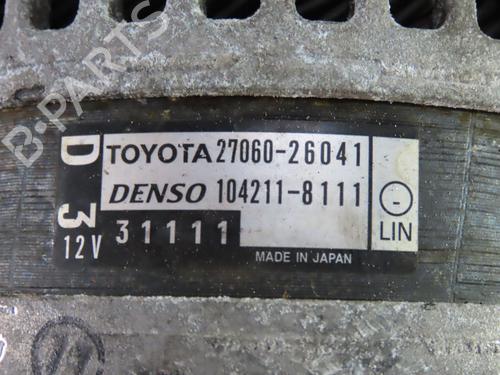 D TOYOTA 27060-26041
DENSO 104211-8111
3 31111
12V
LIN
MADE IN JAPAN
B-PARTS